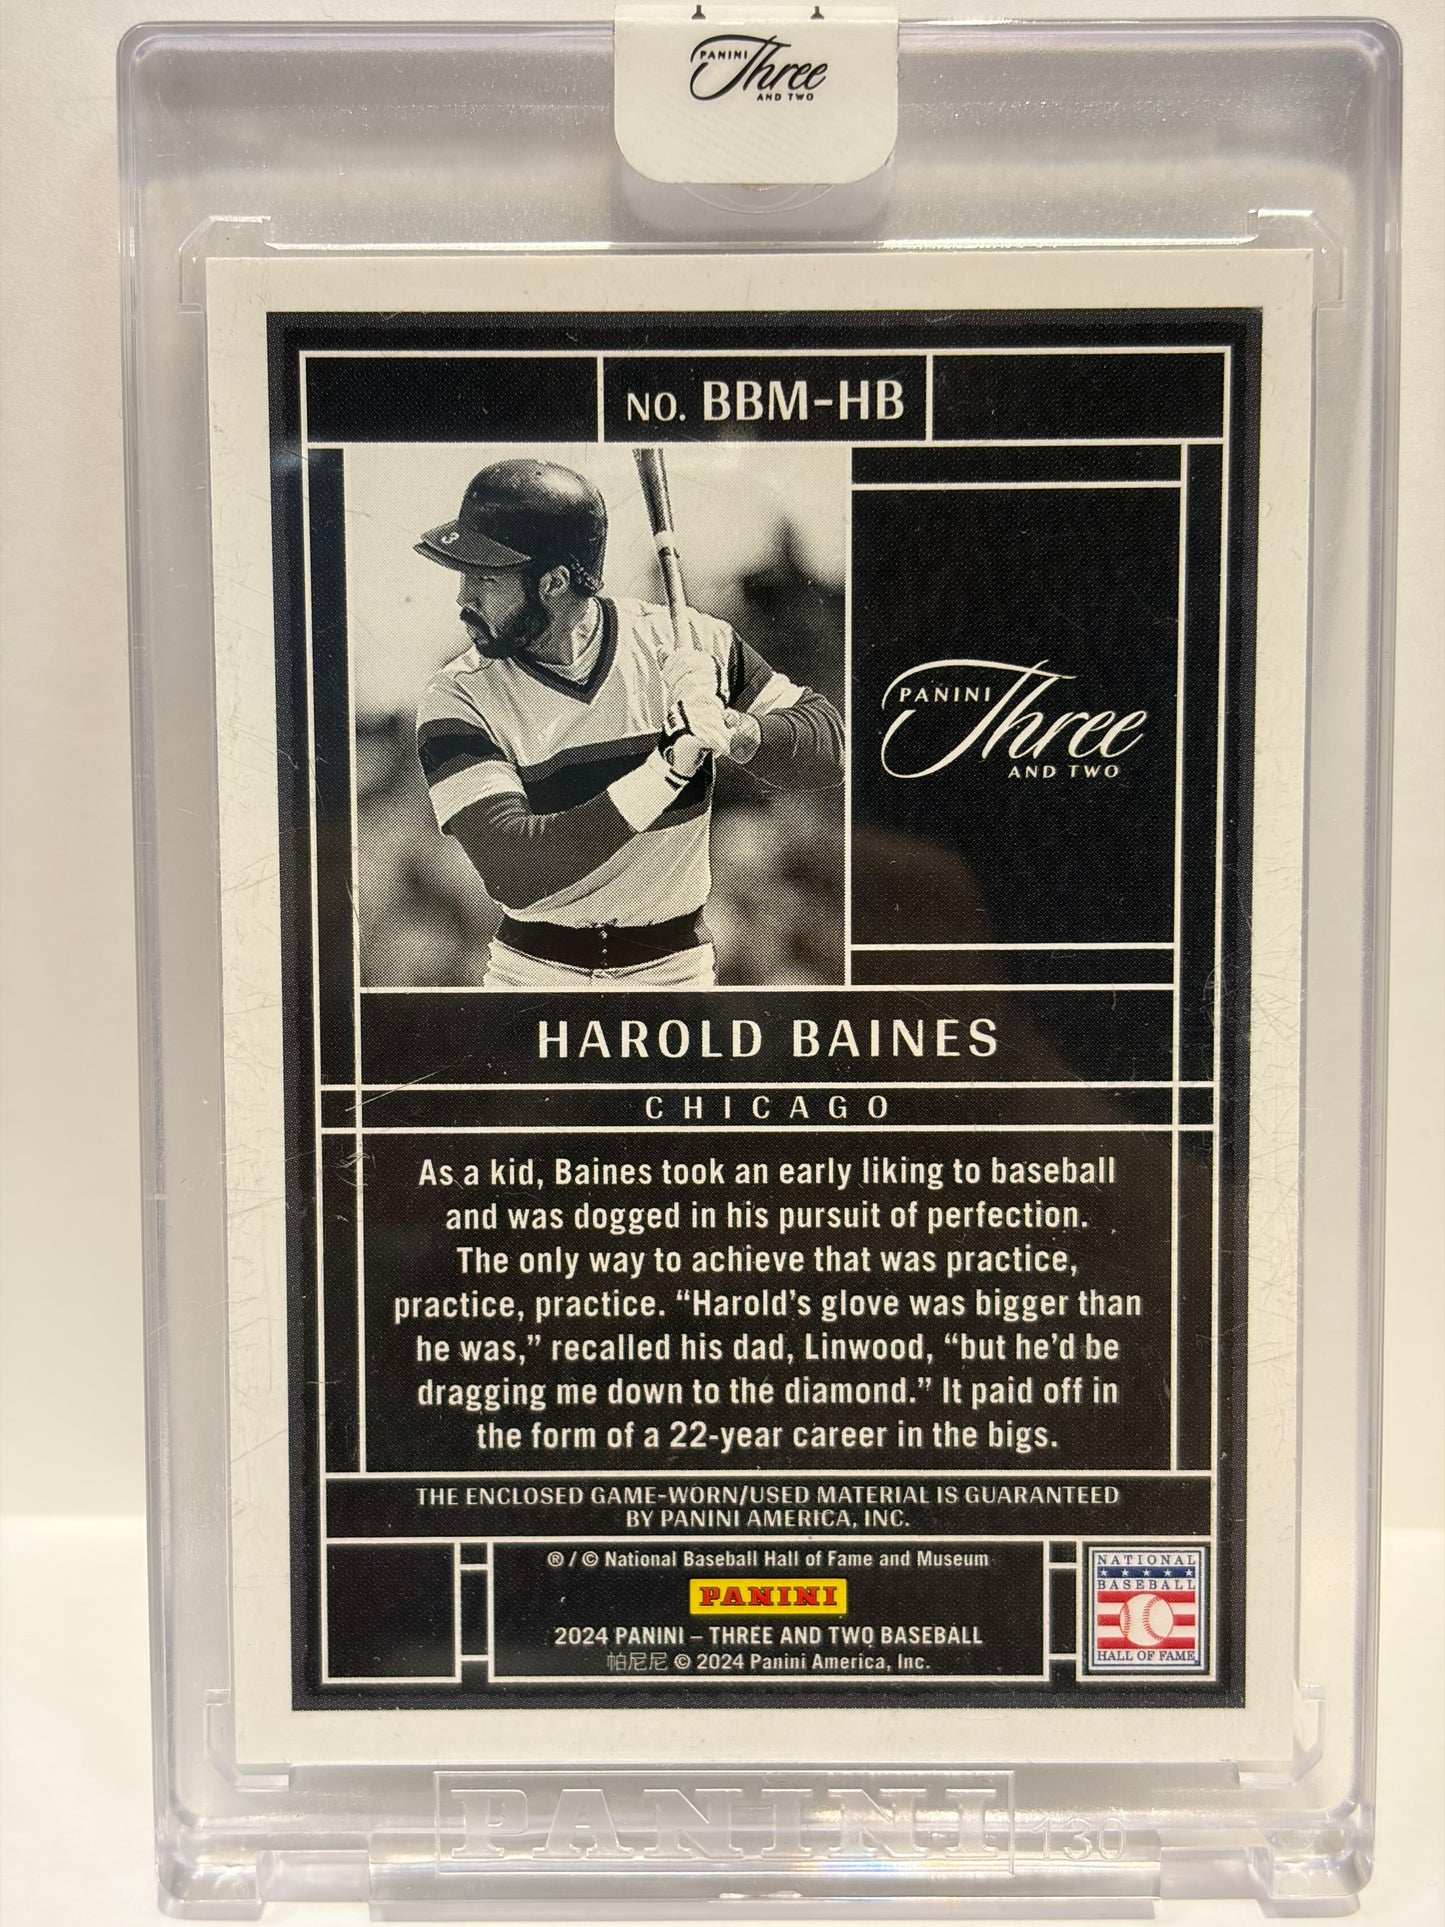 PANINI Three
AND TWO
NO. BBM-HB
3
PANINI Three
AND TWO
HAROLD BAINES
CHICAGO
As a kid, Baines took an early liking to baseball
and was dogged in his pursuit of perfection.
The only way to achieve that was practice,
practice, practice. “Harold’s glove was bigger than
he was,” recalled his dad, Linwood, “but he’d be
dragging me down to the diamond.” It paid off in
the form of a 22-year career in the bigs.
THE ENCLOSED GAME-WORN/USED MATERIAL IS GUARANTEED
BY PANINI AMERICA, INC.
® / © National Baseball Hall of Fame and Museum
PANINI
2024 PANINI – THREE AND TWO BASEBALL
帕尼尼 © 2024 Panini America, Inc.
NATIONAL
BASEBALL
HALL OF FAME
PANINI 130